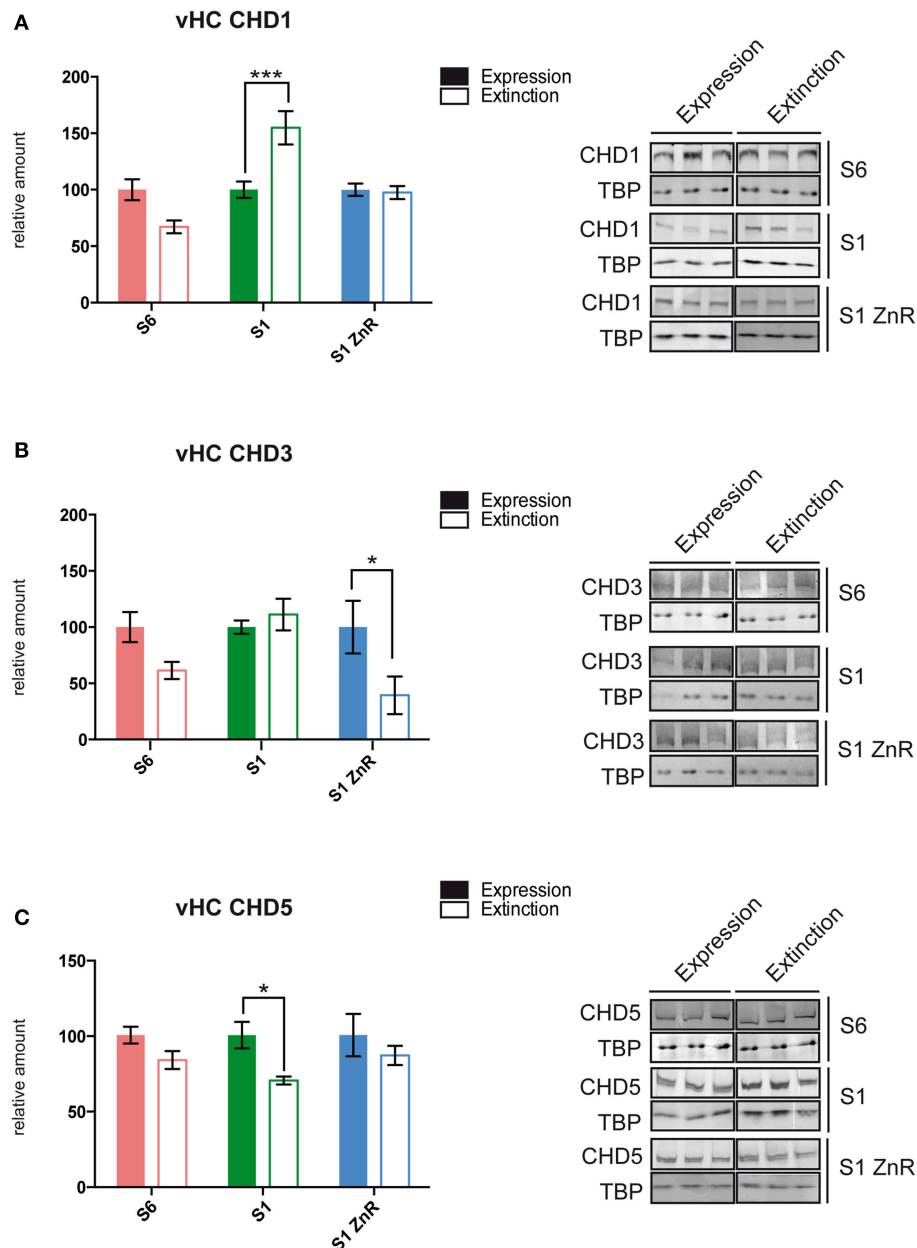 A
vHC CHD1
relative amount
200
150
100
50
0
***
S6
S1
S1 ZnR
Expression
Extinction
Expression
Extinction
CHD1
TBP
S6
CHD1
TBP
S1
CHD1
TBP
S1 ZnR
B
vHC CHD3
relative amount
200
150
100
50
0
*
S6
S1
S1 ZnR
Expression
Extinction
Expression
Extinction
CHD3
TBP
S6
CHD3
TBP
S1
CHD3
TBP
S1 ZnR
C
vHC CHD5
relative amount
150
100
50
0
*
S6
S1
S1 ZnR
Expression
Extinction
Expression
Extinction
CHD5
TBP
S6
CHD5
TBP
S1
CHD5
TBP
S1 ZnR